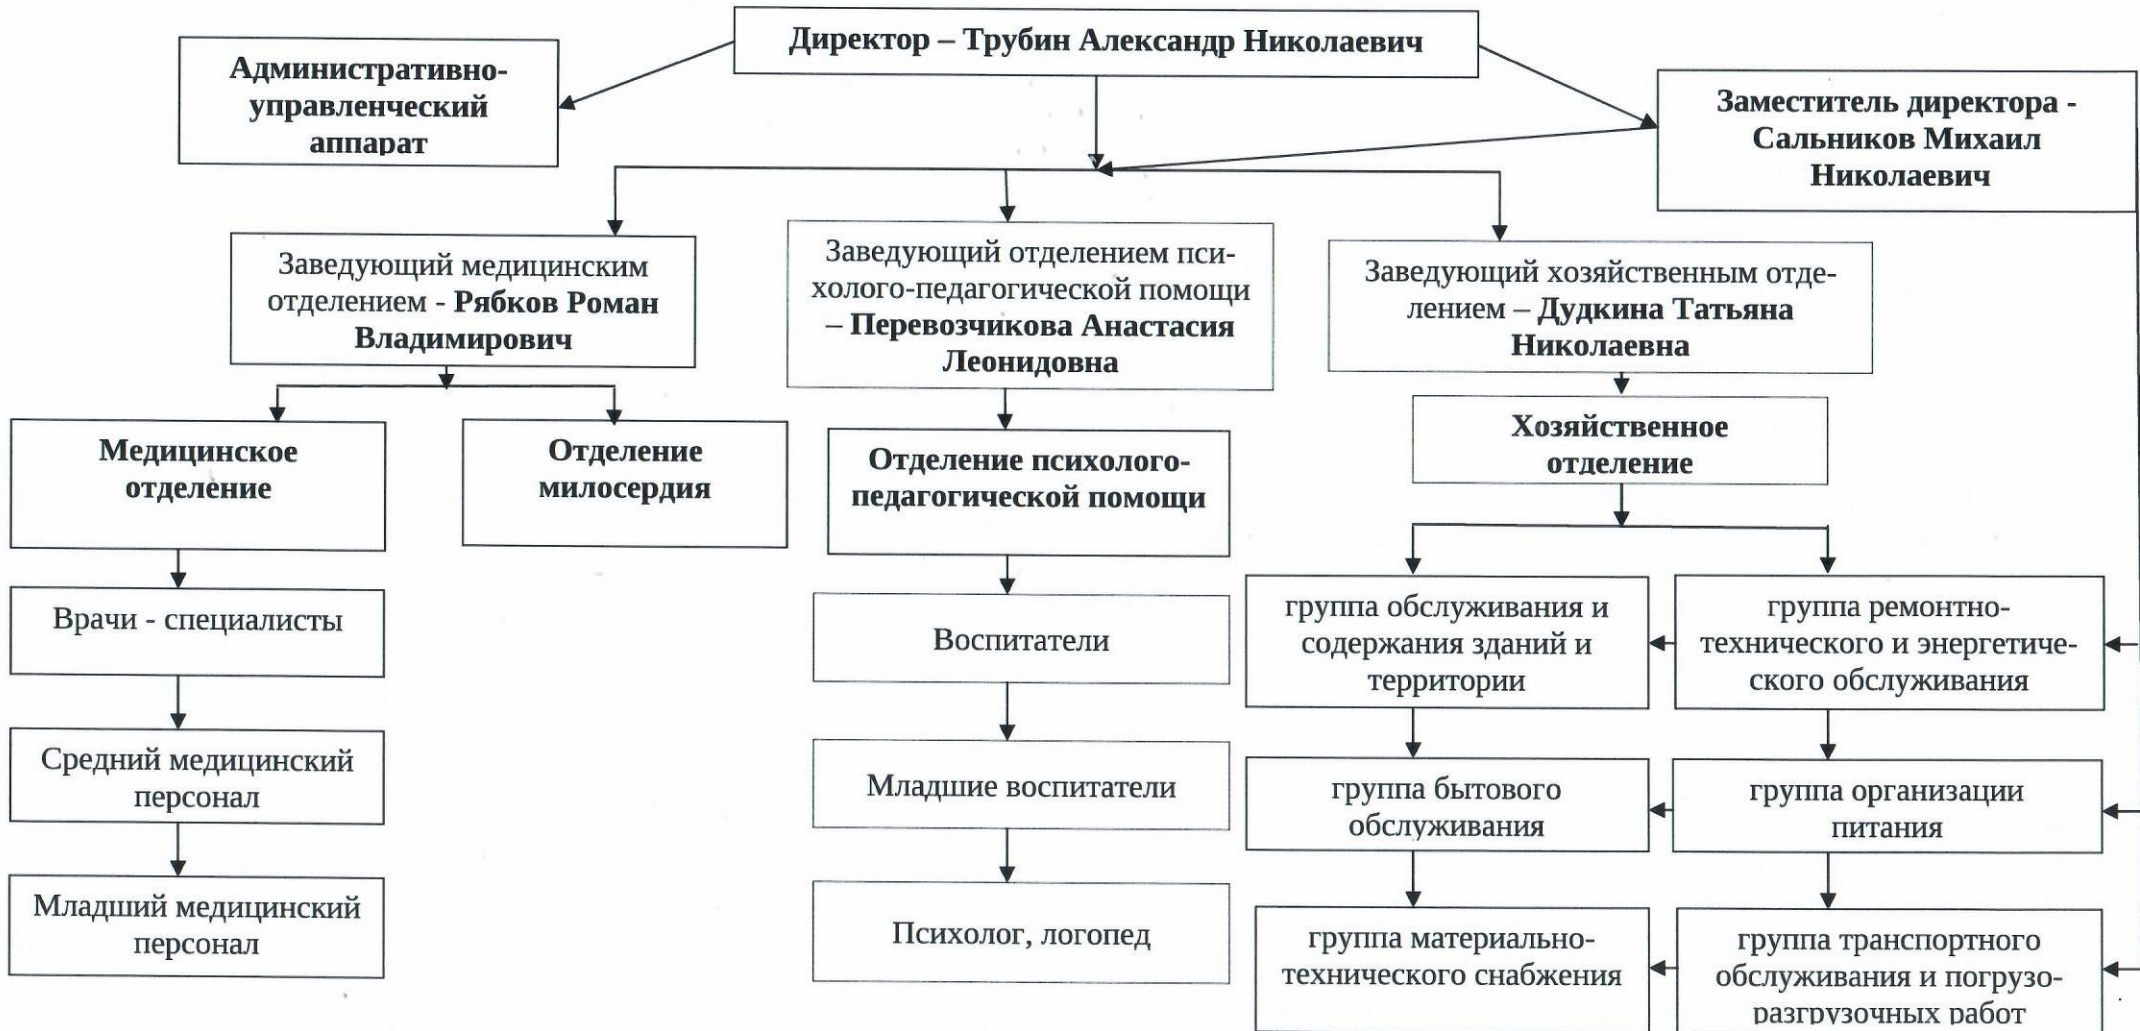 Директор – Трубин Александр Николаевич
Административно-
управленческий
аппарат
Заместитель директора -
Сальников Михаил
Николаевич
Заведующий медицинским
отделением - Рябков Роман
Владимирович
Заведующий отделением пси-
холого-педагогической помощи
– Перевозчикова Анастасия
Леонидовна
Заведующий хозяйственным отде-
лением – Дудкина Татьяна
Николаевна
Медицинское
отделение
Отделение
милосердия
Отделение психолого-
педагогической помощи
Хозяйственное
отделение
Врачи - специалисты
Воспитатели
группа обслуживания и
содержания зданий и
территории
группа ремонтно-
технического и энергетиче-
ского обслуживания
Средний медицинский
персонал
Младшие воспитатели
группа бытового
обслуживания
группа организации
питания
Младший медицинский
персонал
Психолог, логопед
группа материально-
технического снабжения
группа транспортного
обслуживания и погрузо-
разгрузочных работ